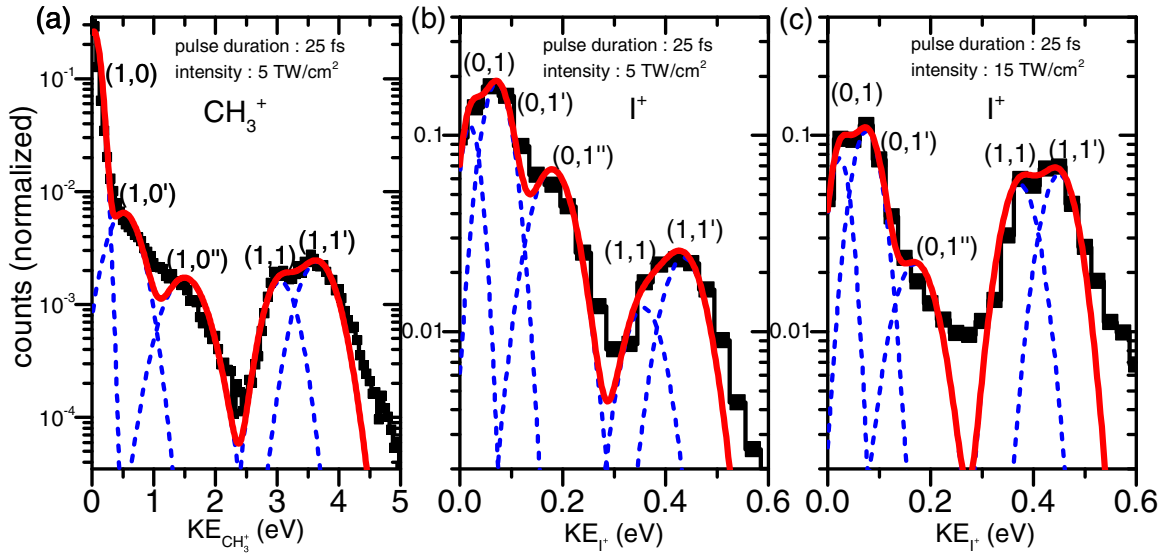 (a)
pulse duration : 25 fs
intensity : 5 TW/cm²
CH₃⁺
(1,0)
(1,0')
(1,0'')
(1,1)
(1,1')
counts (normalized)
10⁻¹
10⁻²
10⁻³
10⁻⁴
0 1 2 3 4 5
KE_CH₃⁺ (eV)
(b)
pulse duration : 25 fs
intensity : 5 TW/cm²
I⁺
(0,1)
(0,1')
(0,1'')
(1,1)
(1,1')
0.1
0.01
0.0 0.2 0.4 0.6
KE_I⁺ (eV)
(c)
pulse duration : 25 fs
intensity : 15 TW/cm²
I⁺
(0,1)
(0,1')
(0,1'')
(1,1)
(1,1')
0.1
0.01
0.0 0.2 0.4 0.6
KE_I⁺ (eV)